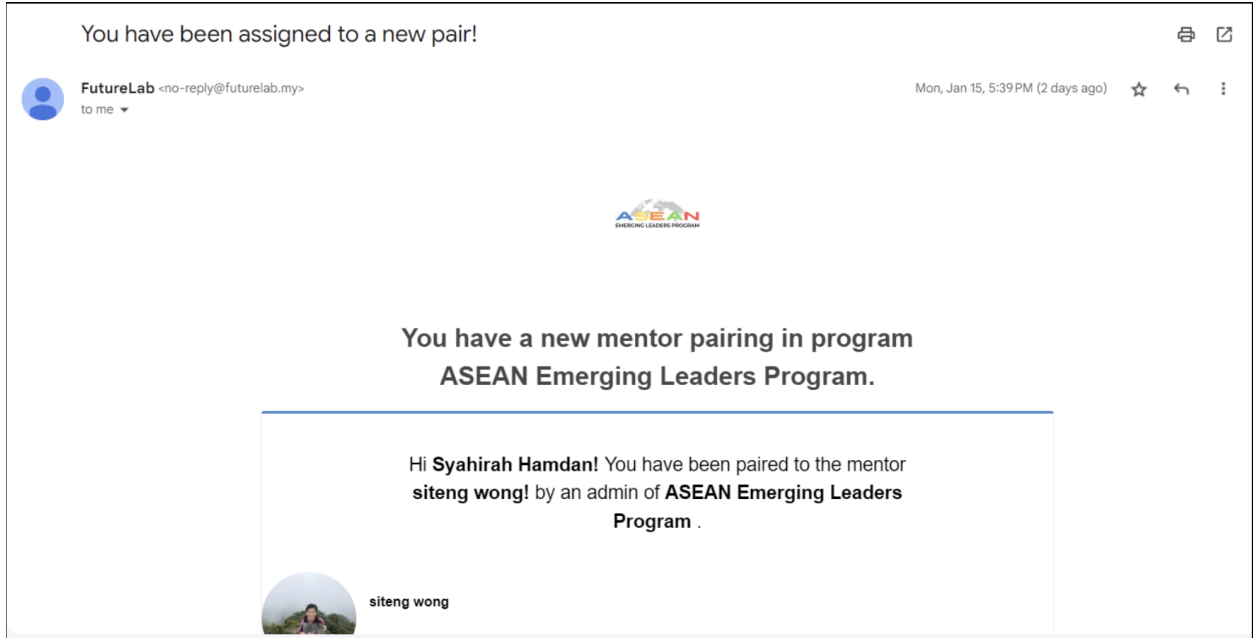 You have been assigned to a new pair!
FutureLab <no-reply@futurelab.my>
Mon, Jan 15, 5:39 PM (2 days ago)
to me
ASEAN
EMERGING LEADERS PROGRAM
You have a new mentor pairing in program
ASEAN Emerging Leaders Program.
Hi Syahirah Hamdan! You have been paired to the mentor
siteng wong! by an admin of ASEAN Emerging Leaders
Program .
siteng wong